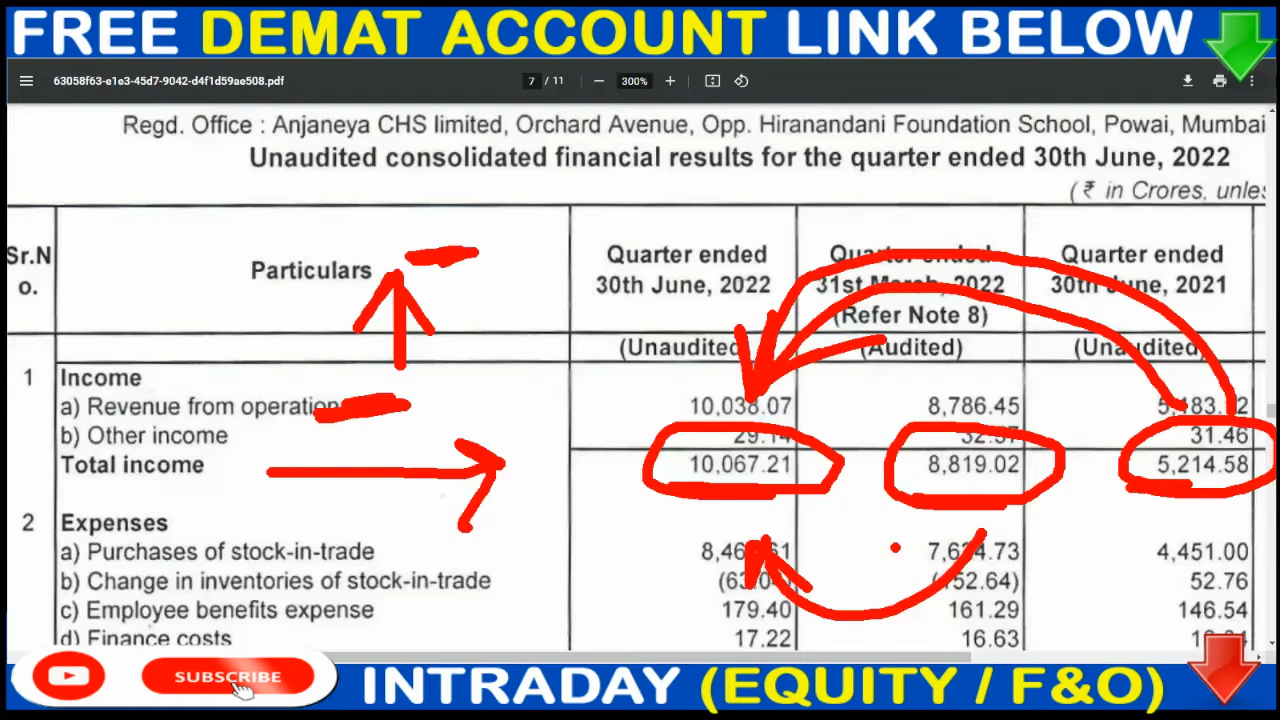 FREE DEMAT ACCOUNT LINK BELOW
63058f63-e1e3-45d7-9042-d4f1d59ae508.pdf 7 / 11 300%
Regd. Office : Anjaneya CHS limited, Orchard Avenue, Opp. Hiranandani Foundation School, Powai, Mumbai
Unaudited consolidated financial results for the quarter ended 30th June, 2022
(₹ in Crores, unles
Sr.N o. Particulars Quarter ended 30th June, 2022 Quarter ended 31st March, 2022 (Refer Note 8) Quarter ended 30th June, 2021
(Unaudited) (Audited) (Unaudited)
1 Income
a) Revenue from operation 10,038.07 8,786.45
b) Other income 31.46
Total income 10,067.21 8,819.02 5,214.58
2 Expenses
a) Purchases of stock-in-trade 4,451.00
b) Change in inventories of stock-in-trade 52.76
c) Employee benefits expense 179.40 161.29 146.54
d) Finance costs 17.22 16.63
SUBSCRIBE
INTRADAY (EQUITY / F&O)